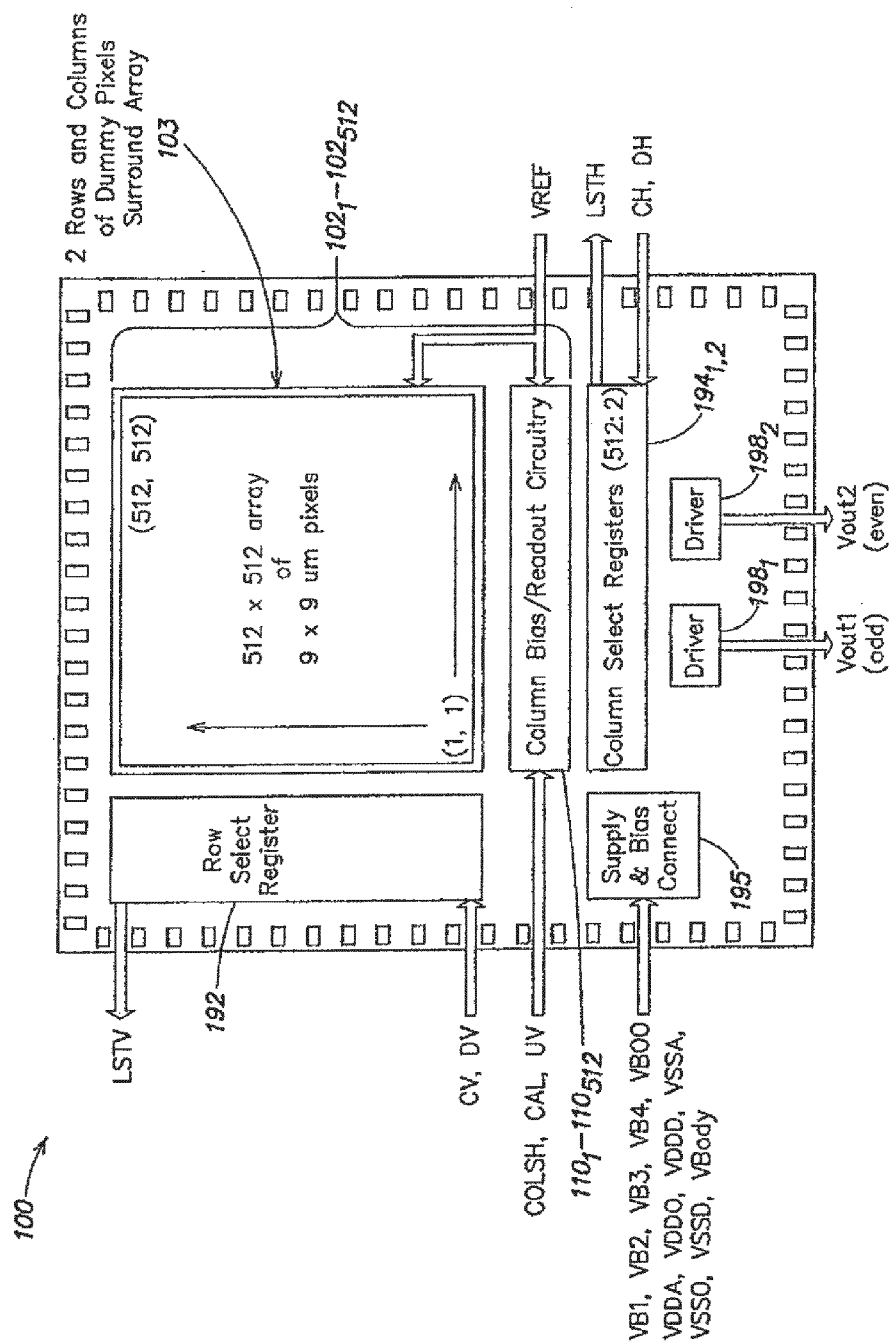 100
2 Rows and Columns
of Dummy Pixels
Surround Array
103
102₁–102₅₁₂
LSTV
192
Row
Select
Register
(512, 512)
512 x 512 array
of
9 x 9 um pixels
(1, 1)
CV, DV
VREF
COLSH, CAL, UV
Column Bias/Readout Circuitry
110₁–110₅₁₂
LSTH
CH, DH
Column Select Registers (512:2)
194₁,₂
Supply
& Bias
Connect
195
VB1, VB2, VB3, VB4, VBO0
VDDA, VDDO, VDDD, VSSA,
VSSO, VSSD, VBody
Driver
198₁
Driver
198₂
Vout1
(odd)
Vout2
(even)